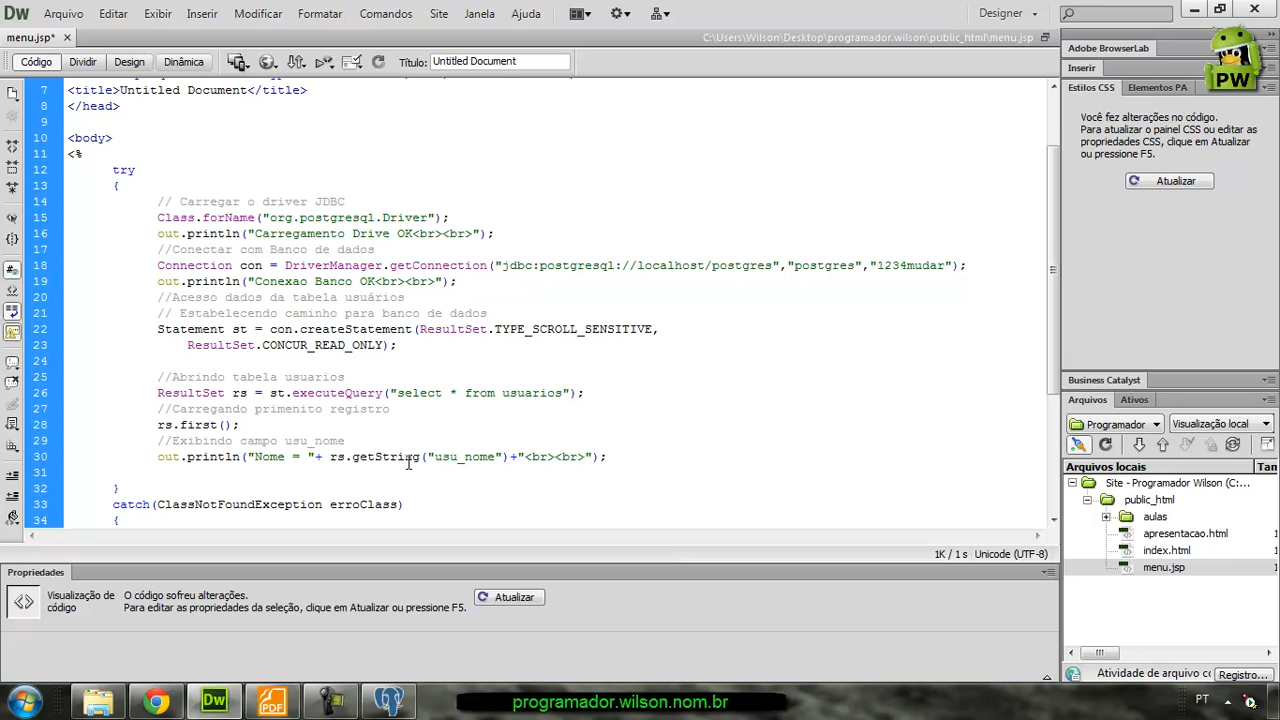 Dw Arquivo Editar Exibir Inserir Modificar Formatar Comandos Site Janela Ajuda Designer
menu.jsp* C:\Users\Wilson\Desktop\programador.wilson\public_html\menu.jsp
Código Dividir Design Dinâmica Título: Untitled Document
7 <title>Untitled Document</title>
8 </head>
9
10 <body>
11 <%
12 try
13 {
14 // Carregar o driver JDBC
15 Class.forName("org.postgresql.Driver");
16 out.println("Carregamento Drive OK<br><br>");
17 //Conectar com Banco de dados
18 Connection con = DriverManager.getConnection("jdbc:postgresql://localhost/postgres","postgres","1234mudar");
19 out.println("Conexao Banco OK<br><br>");
20 //Acesso dados da tabela usuários
21 // Estabelecendo caminho para banco de dados
22 Statement st = con.createStatement(ResultSet.TYPE_SCROLL_SENSITIVE,
23 ResultSet.CONCUR_READ_ONLY);
24
25 //Abrindo tabela usuarios
26 ResultSet rs = st.executeQuery("select * from usuarios");
27 //Carregando primenito registro
28 rs.first();
29 //Exibindo campo usu_nome
30 out.println("Nome = "+ rs.getString("usu_nome")+"<br><br>");
31
32 }
33 catch(ClassNotFoundException erroClass)
34 {
1K / 1 s Unicode (UTF-8)
Propriedades
Visualização de código
O código sofreu alterações.
Para editar as propriedades da seleção, clique em Atualizar ou pressione F5.
Atualizar
Adobe BrowserLab
PW
Inserir
Estilos CSS Elementos PA
Você fez alterações no código.
Para atualizar o painel CSS ou editar as
propriedades CSS, clique em Atualizar
ou pressione F5.
Atualizar
Business Catalyst
Arquivos Ativos
Programador Visualização local
Arquivos locais Tan
Site - Programador Wilson (C:...
public_html
aulas
apresentacao.html 1
index.html 1
menu.jsp 1
Atividade de arquivo co Registro...
Dw PDF programador.wilson.nom.br PT